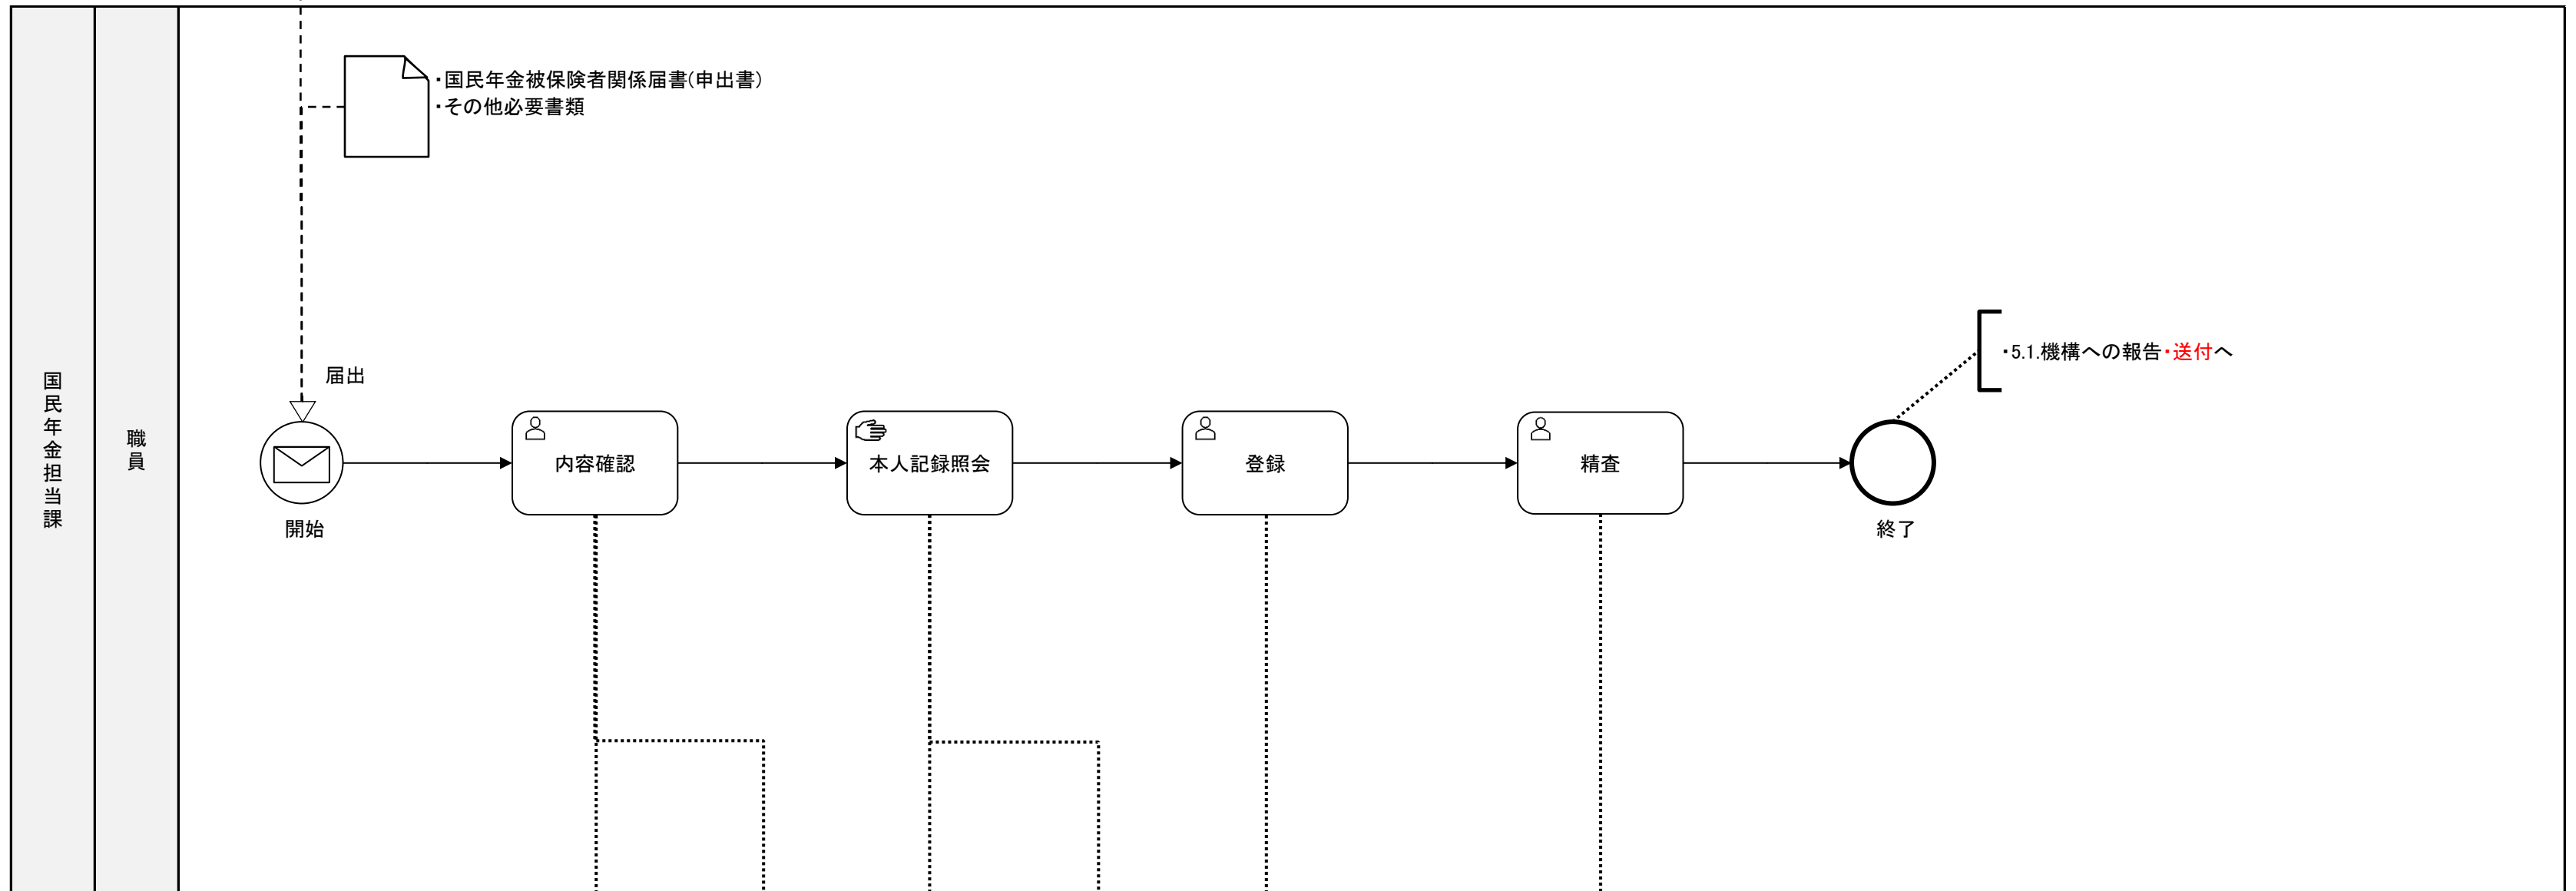 ・国民年金被保険者関係届書(申出書)
・その他必要書類
国民年金担当課
職員
届出
・5.1.機構への報告・送付へ
内容確認
本人記録照会
登録
精査
開始
終了